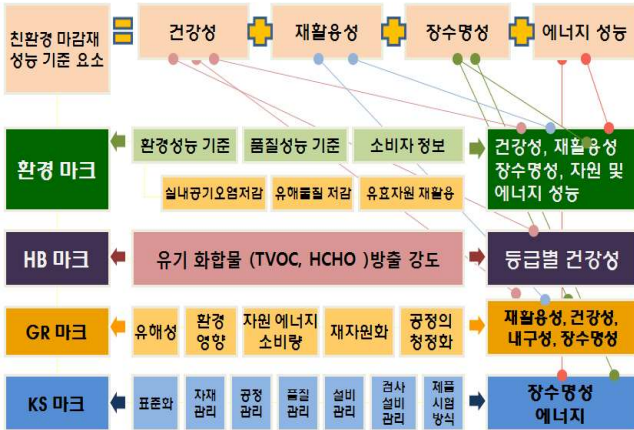 친환경 마감재
성능 기준 요소
건강성
재활용성
장수명성
에너지 성능
환경 마크
환경성능 기준
품질성능 기준
소비자 정보
실내공기오염저감
유해물질 저감
유효자원 재활용
건강성, 재활용성
장수명성, 자원 및
에너지 성능
HB 마크
유기 화합물 (TVOC, HCHO )방출 강도
등급별 건강성
GR 마크
유해성
환경
영향
자원 에너지
소비량
재자원화
공정의
청정화
재활용성, 건강성,
내구성, 장수명성
KS 마크
표준화
자재
관리
공정
관리
품질
관리
설비
관리
검사
설비
관리
제품
시험
방식
장수명성
에너지